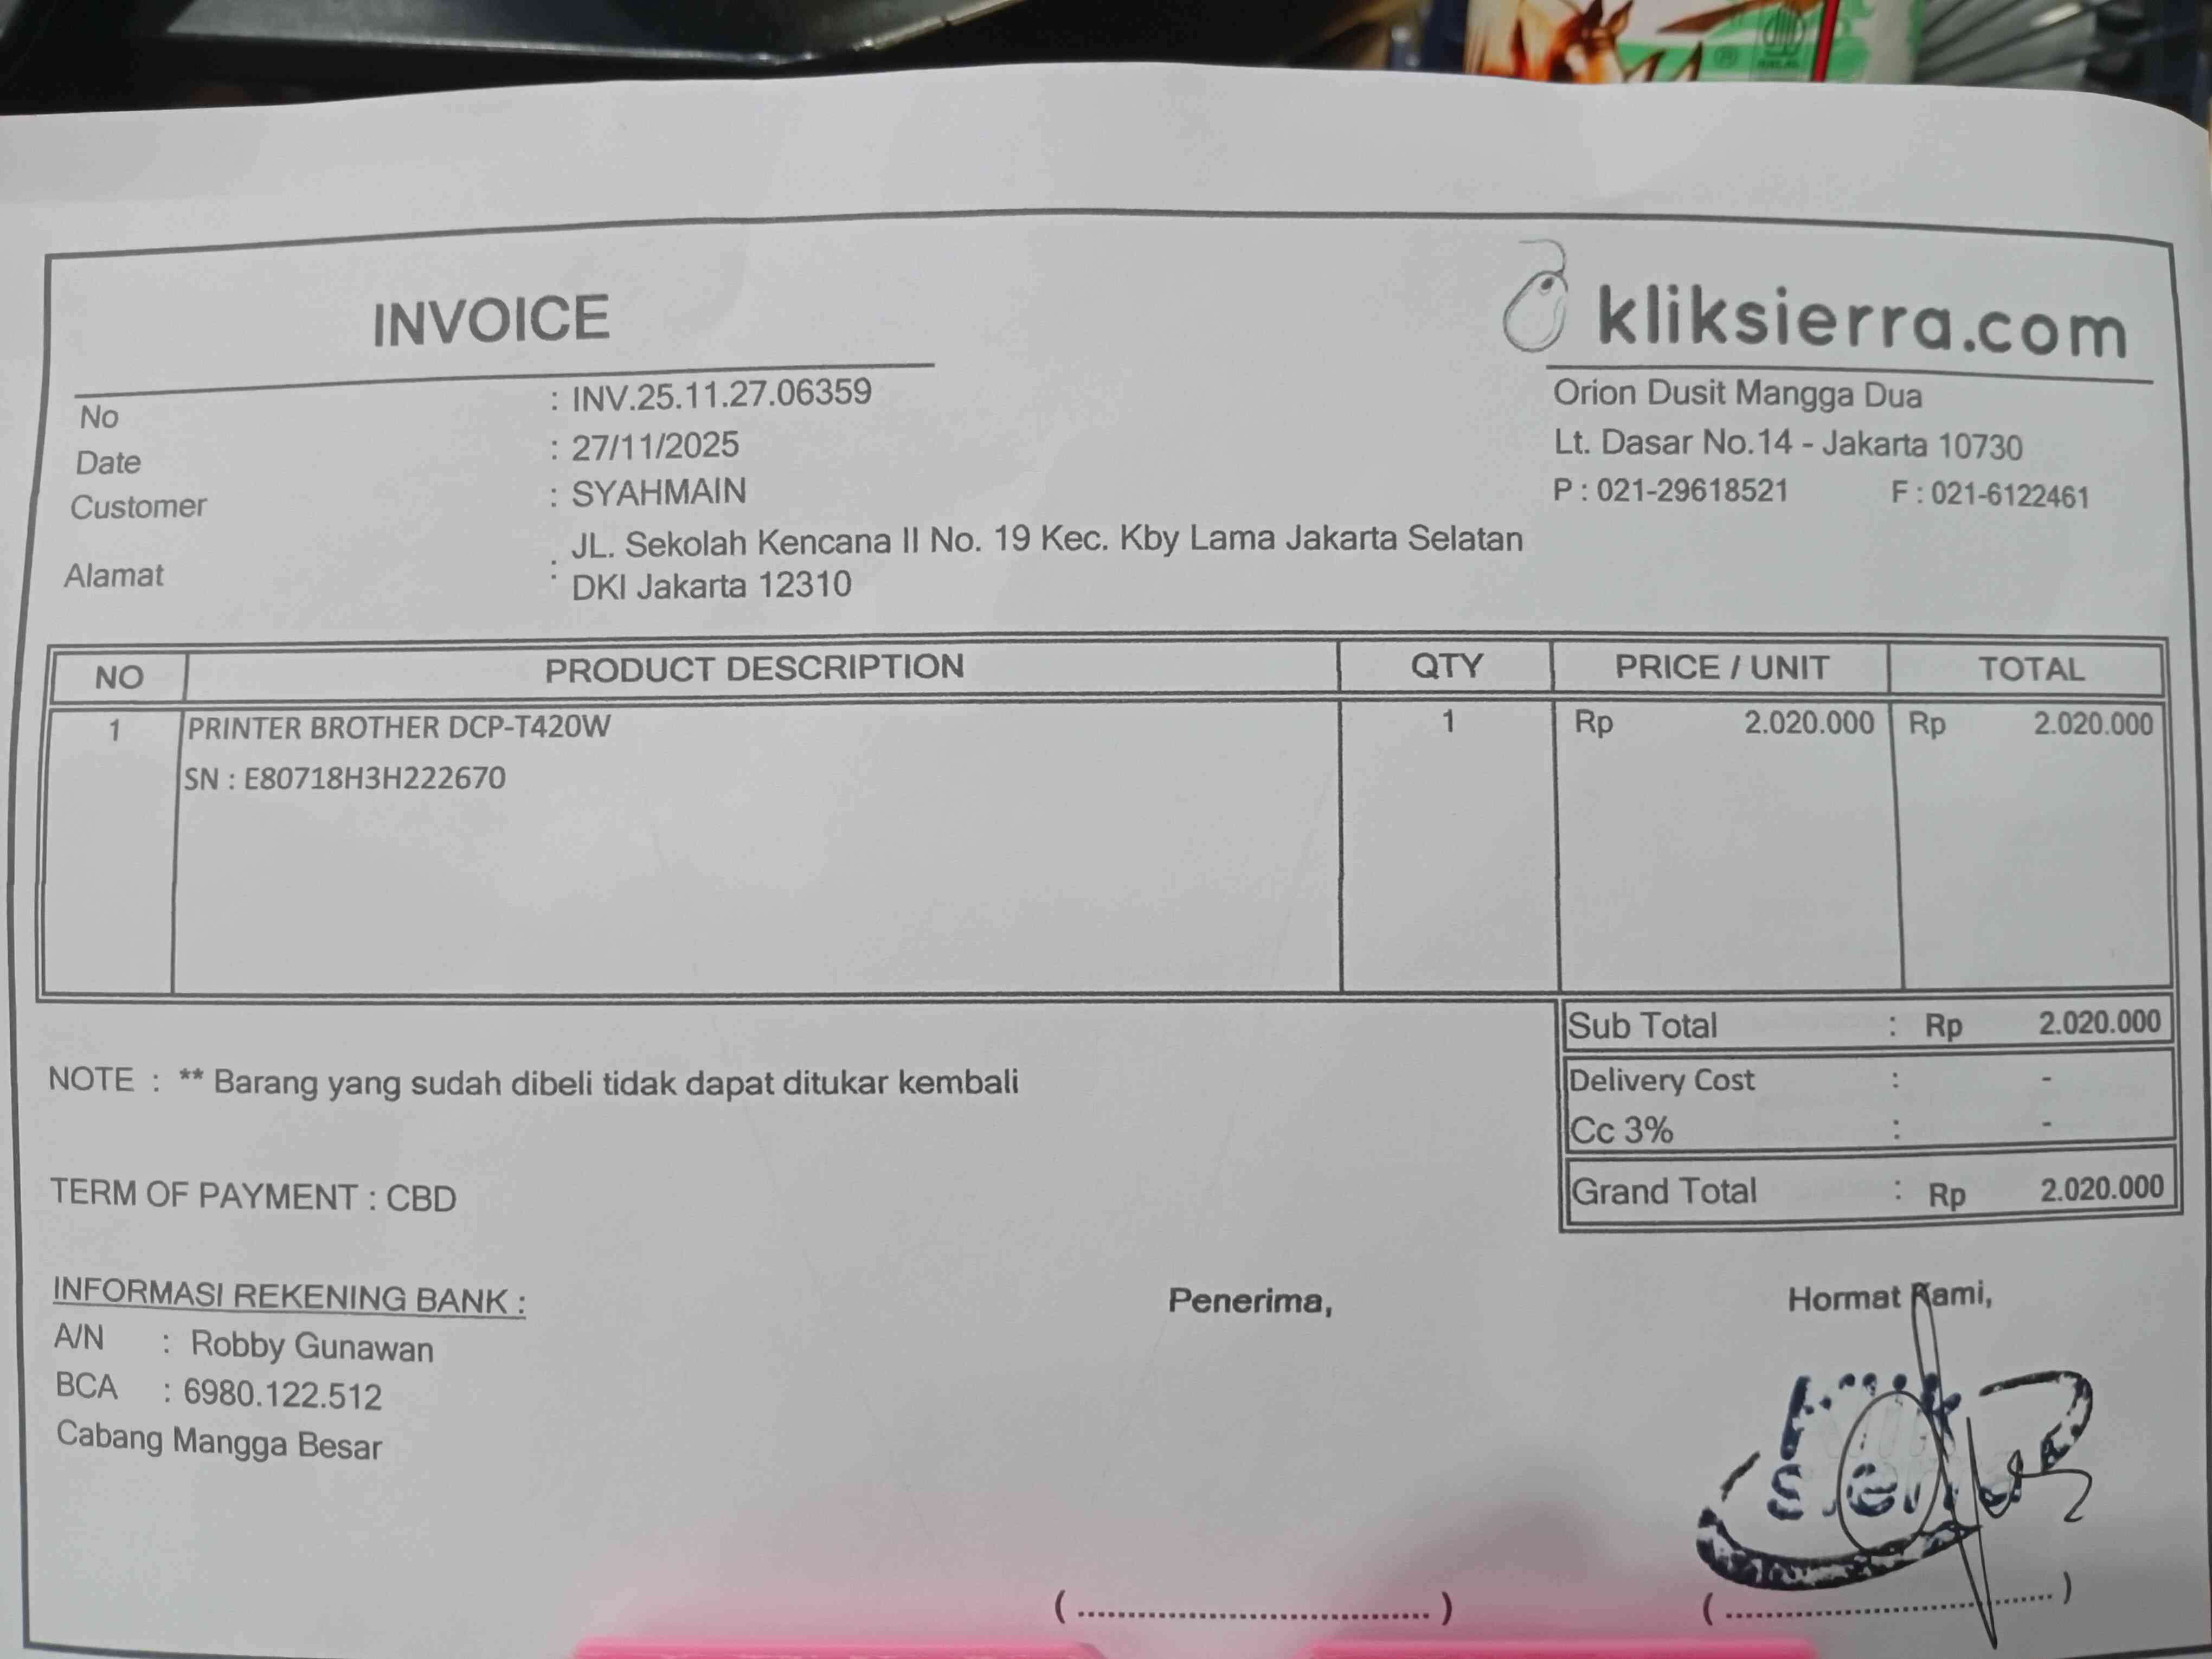 INVOICE
kliksierra.com
Orion Dusit Mangga Dua
Lt. Dasar No.14 - Jakarta 10730
P : 021-29618521 F : 021-6122461
No : INV.25.11.27.06359
Date : 27/11/2025
Customer : SYAHMAIN
Alamat : JL. Sekolah Kencana II No. 19 Kec. Kby Lama Jakarta Selatan
DKI Jakarta 12310
NO PRODUCT DESCRIPTION QTY PRICE / UNIT TOTAL
1 PRINTER BROTHER DCP-T420W 1 Rp 2.020.000 Rp 2.020.000
SN : E80718H3H222670
Sub Total : Rp 2.020.000
Delivery Cost : -
Cc 3% : -
Grand Total : Rp 2.020.000
NOTE : ** Barang yang sudah dibeli tidak dapat ditukar kembali
TERM OF PAYMENT : CBD
INFORMASI REKENING BANK :
A/N : Robby Gunawan
BCA : 6980.122.512
Cabang Mangga Besar
Penerima,
Hormat Kami,
klik
sierra
(....................................)
(....................................)